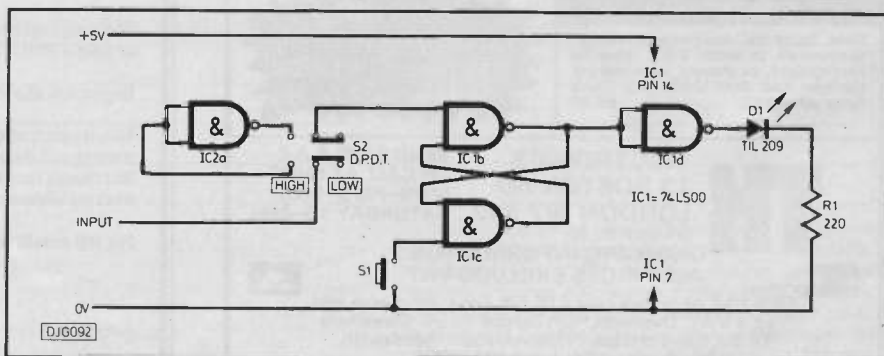 +5V
IC1
PIN 14
&
IC2a
S2
D.P.D.T.
HIGH
LOW
&
IC1b
&
IC1d
D1
TIL 209
IC1 = 74LS00
R1
220
INPUT
&
IC1c
S1
IC1
PIN 7
0V
DJG092